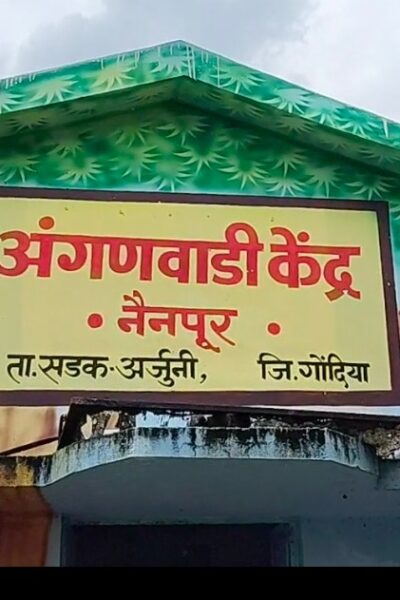 अंगणवाडी केंद्र
• नैनपूर •
ता.सडक-अर्जुनी, जि.गोंदिया